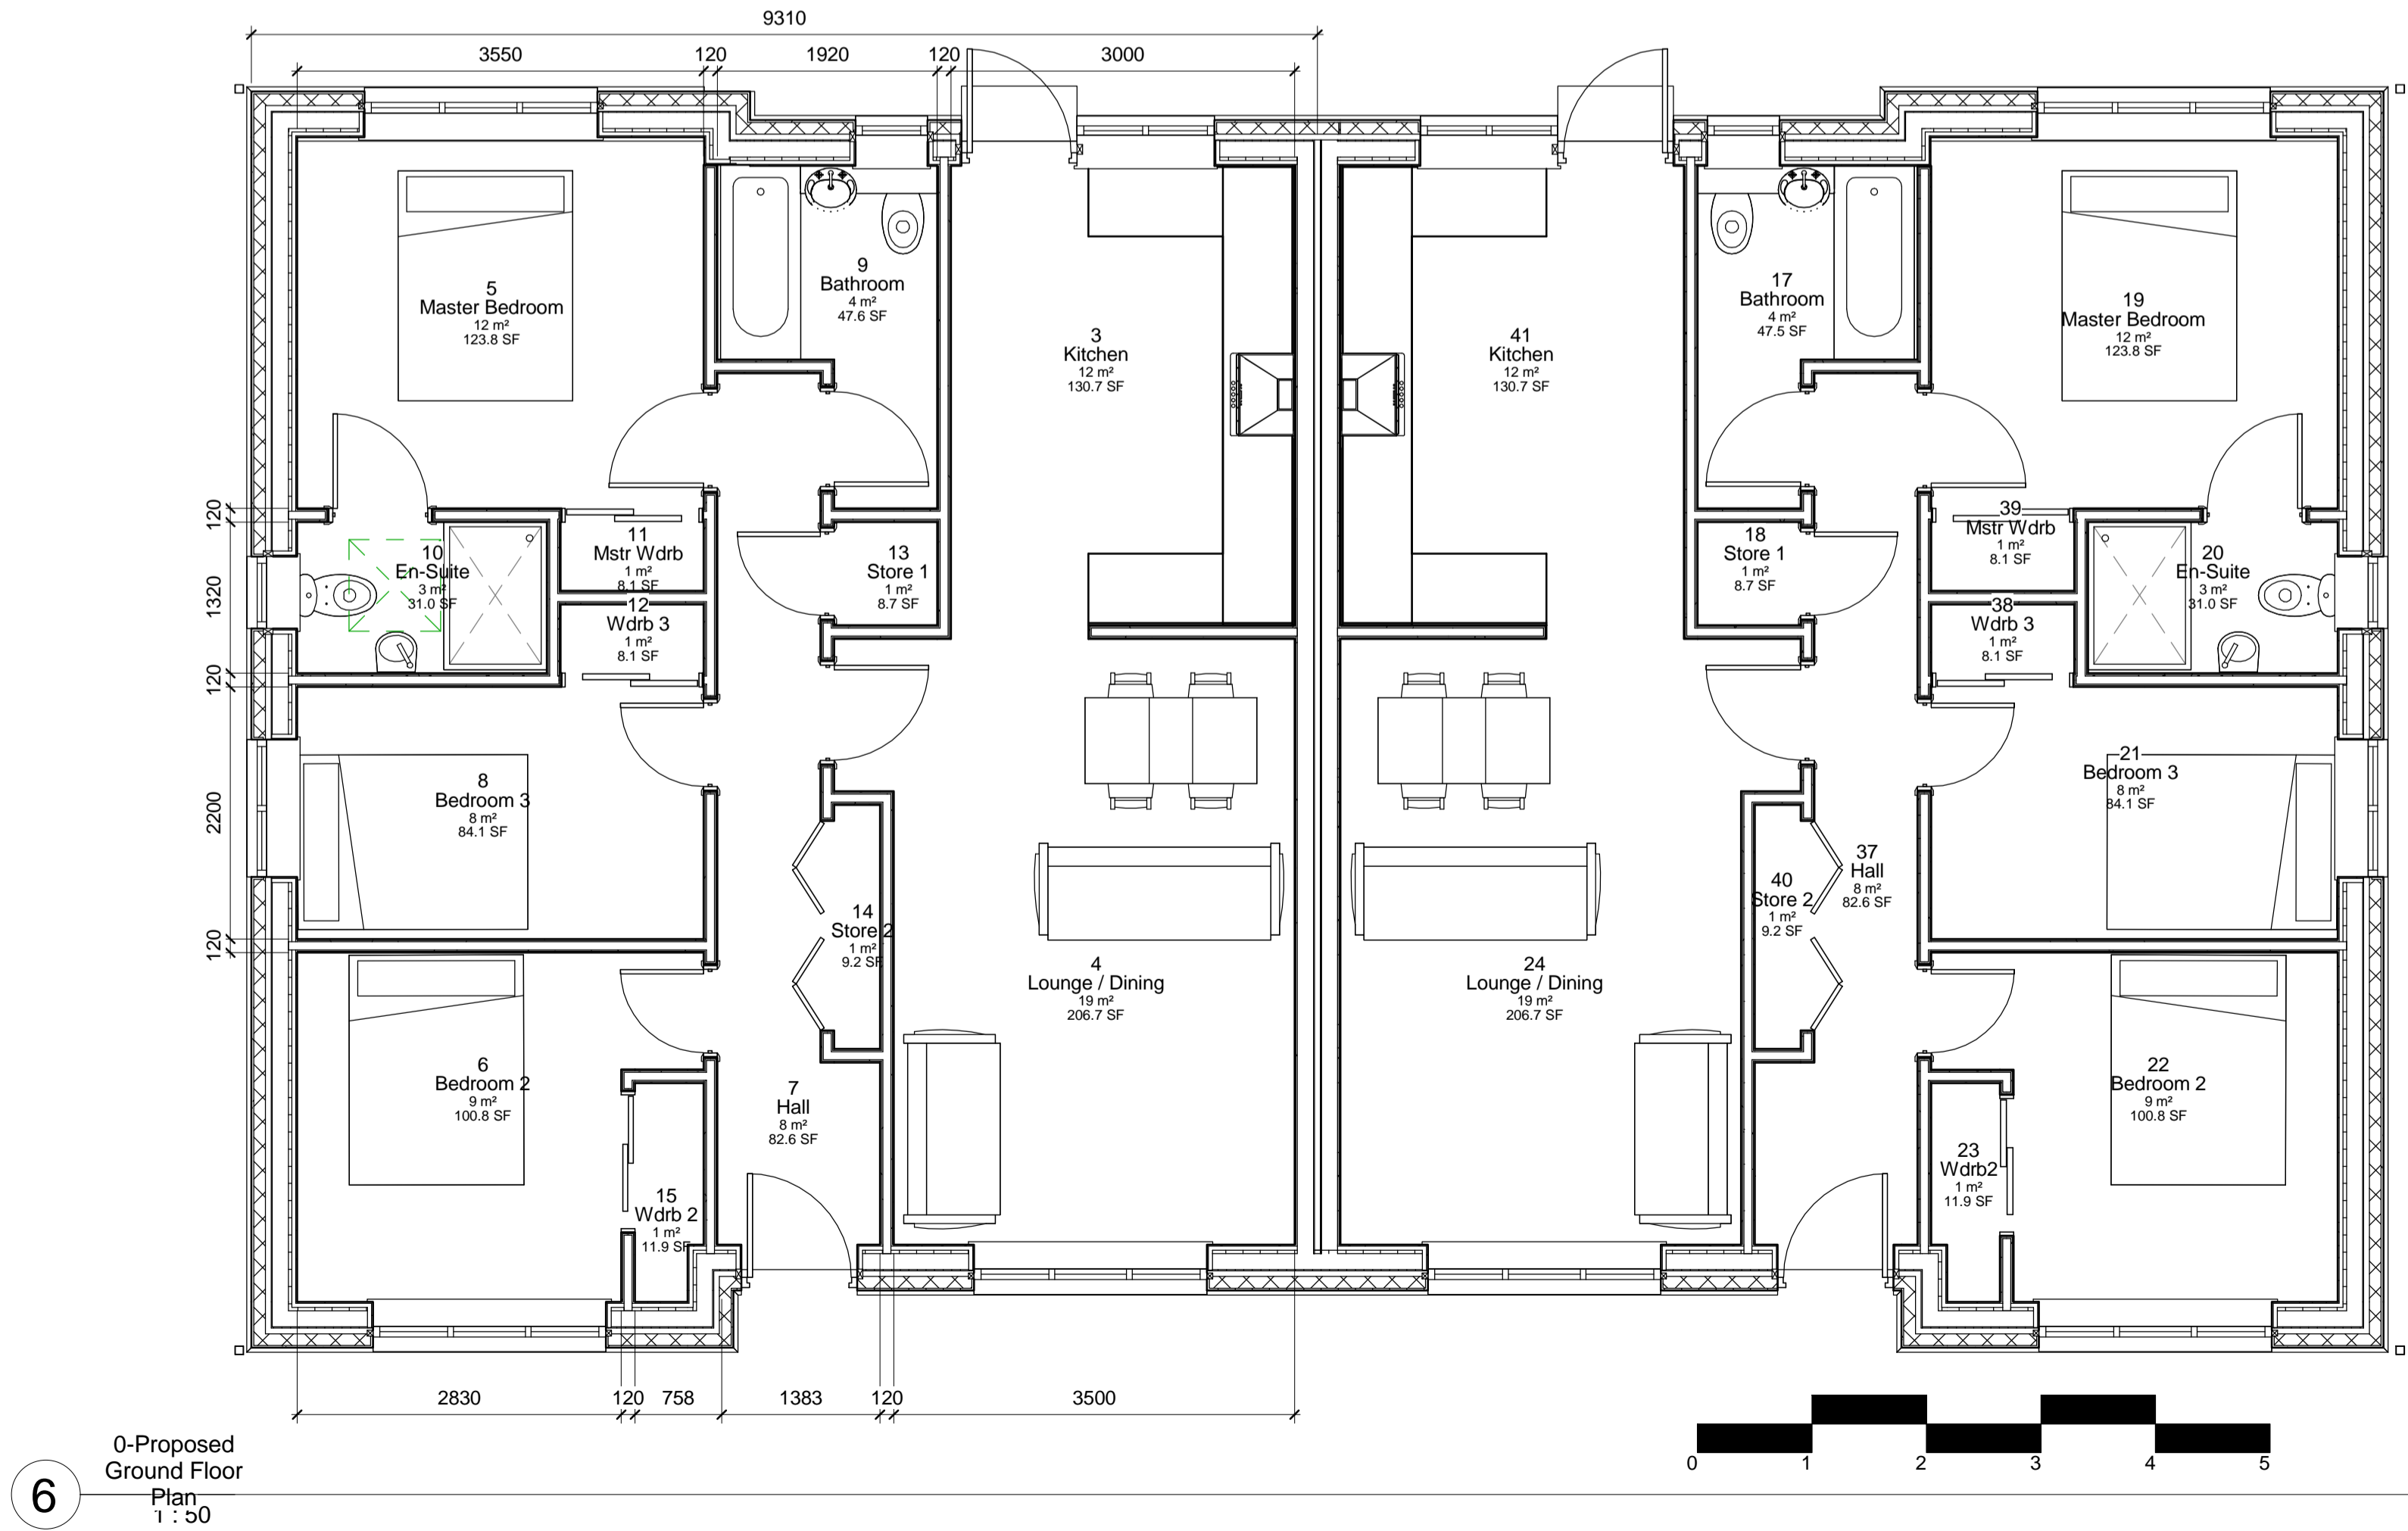 9310
3550
120
1920
120
3000
5
Master Bedroom
12 m²
123.8 SF
9
Bathroom
4 m²
47.6 SF
3
Kitchen
12 m²
130.7 SF
41
Kitchen
12 m²
130.7 SF
17
Bathroom
4 m²
47.5 SF
19
Master Bedroom
12 m²
123.8 SF
120
1320
120
2200
120
10
En-Suite
3 m²
31.0 SF
11
Mstr Wdrb
1 m²
8.1 SF
12
Wdrb 3
1 m²
8.1 SF
13
Store 1
1 m²
8.7 SF
18
Store 1
1 m²
8.7 SF
39
Mstr Wdrb
1 m²
8.1 SF
38
Wdrb 3
1 m²
8.1 SF
20
En-Suite
3 m²
31.0 SF
8
Bedroom 3
8 m²
84.1 SF
14
Store 2
1 m²
9.2 SF
40
Store 2
1 m²
9.2 SF
37
Hall
8 m²
82.6 SF
21
Bedroom 3
8 m²
84.1 SF
4
Lounge / Dining
19 m²
206.7 SF
24
Lounge / Dining
19 m²
206.7 SF
6
Bedroom 2
9 m²
100.8 SF
7
Hall
8 m²
82.6 SF
15
Wdrb 2
1 m²
11.9 SF
23
Wdrb2
1 m²
11.9 SF
22
Bedroom 2
9 m²
100.8 SF
2830
120
758
1383
120
3500
0
1
2
3
4
5
6
0-Proposed
Ground Floor
Plan
1 : 50